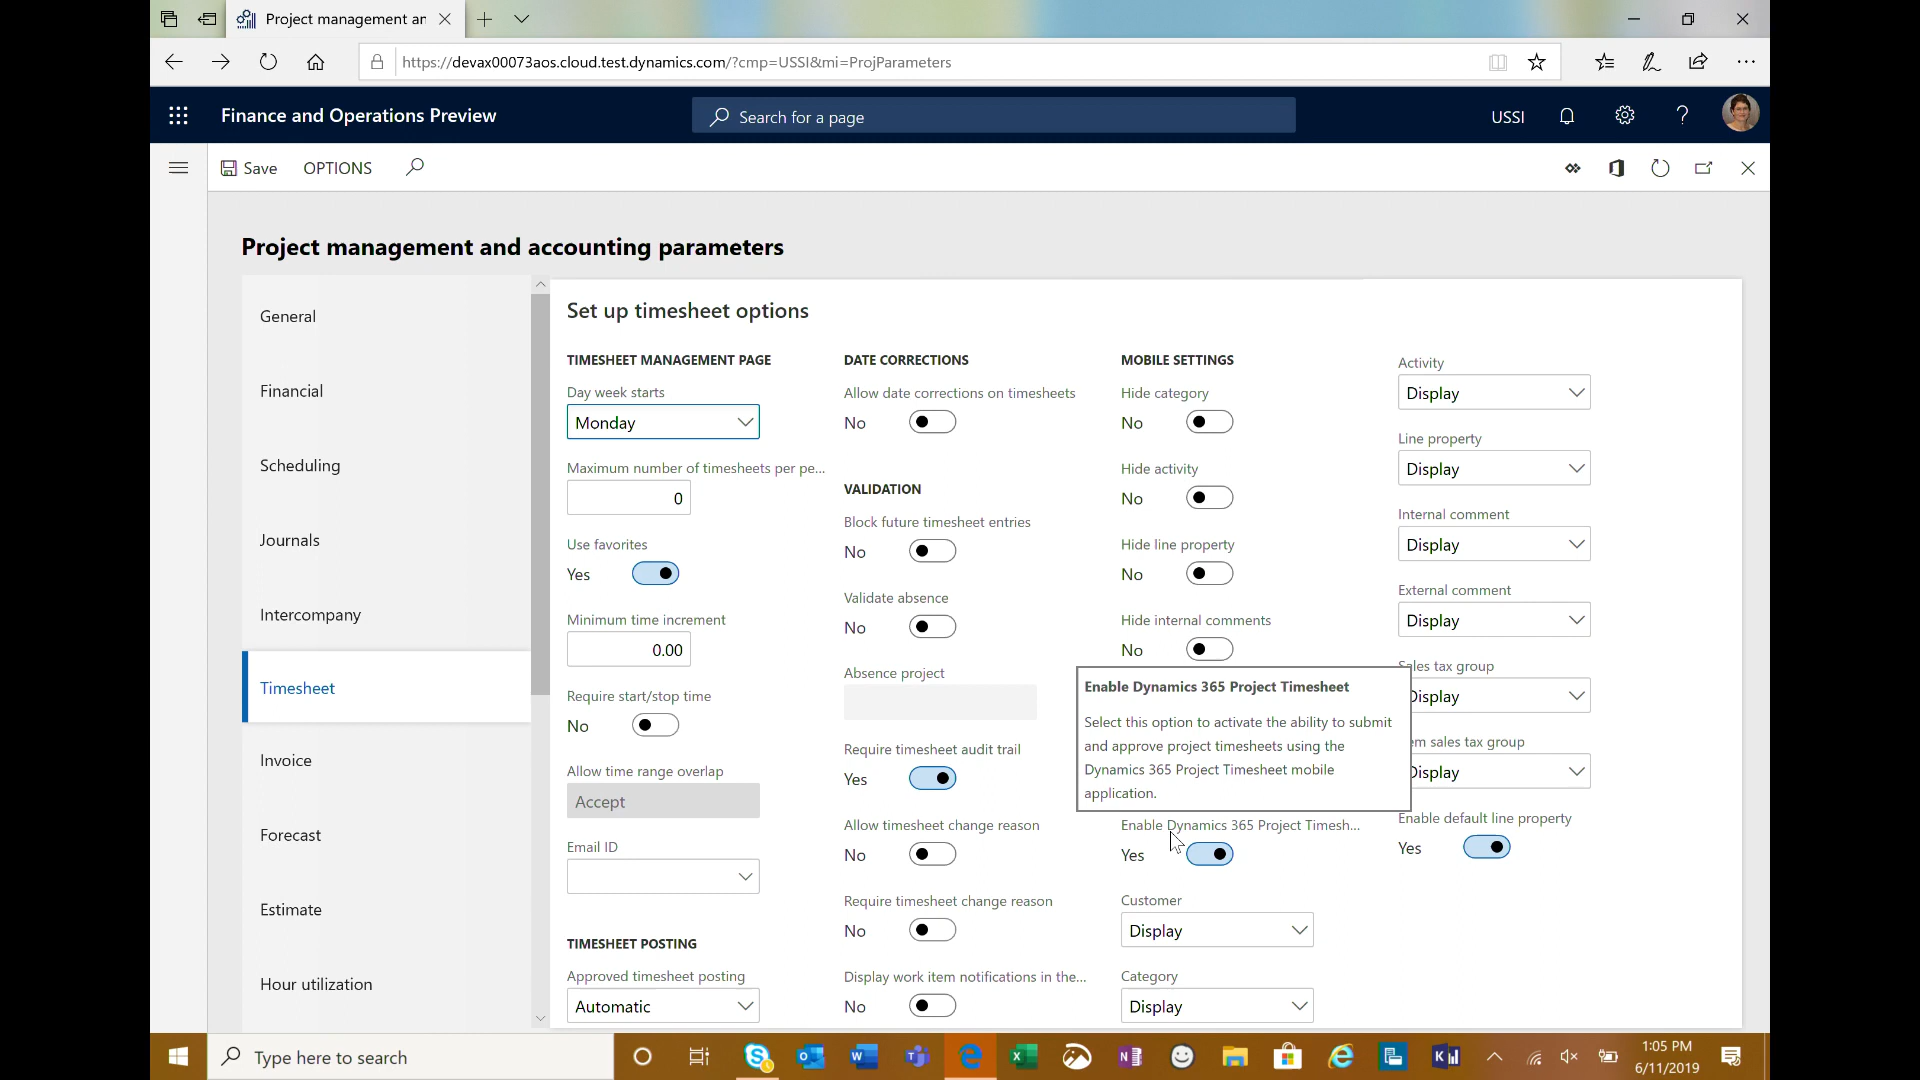 Project management an
https://devax00073aos.cloud.test.dynamics.com/?cmp=USSI&mi=ProjParameters
Finance and Operations Preview
Search for a page
USSI
Save
OPTIONS
Project management and accounting parameters
General
Financial
Scheduling
Journals
Intercompany
Timesheet
Invoice
Forecast
Estimate
Hour utilization
Set up timesheet options
TIMESHEET MANAGEMENT PAGE
Day week starts
Monday
Maximum number of timesheets per pe...
0
Use favorites
Yes
Minimum time increment
0.00
Require start/stop time
No
Allow time range overlap
Accept
Email ID
TIMESHEET POSTING
Approved timesheet posting
Automatic
DATE CORRECTIONS
Allow date corrections on timesheets
No
VALIDATION
Block future timesheet entries
No
Validate absence
No
Absence project
Require timesheet audit trail
Yes
Allow timesheet change reason
No
Require timesheet change reason
No
Display work item notifications in the...
No
MOBILE SETTINGS
Hide category
No
Hide activity
No
Hide line property
No
Hide internal comments
No
Enable Dynamics 365 Project Timesheet
Select this option to activate the ability to submit
and approve project timesheets using the
Dynamics 365 Project Timesheet mobile
application.
Enable Dynamics 365 Project Timesh...
Yes
Customer
Display
Category
Display
Activity
Display
Line property
Display
Internal comment
Display
External comment
Display
ales tax group
Display
em sales tax group
Display
Enable default line property
Yes
Type here to search
1:05 PM
6/11/2019